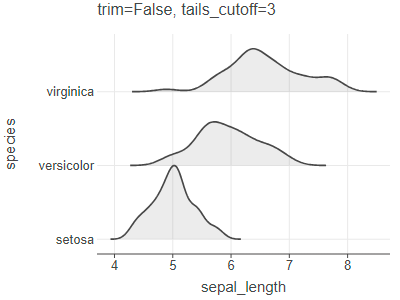 trim=False, tails_cutoff=3
species
virginica
versicolor
setosa
4 5 6 7 8
sepal_length